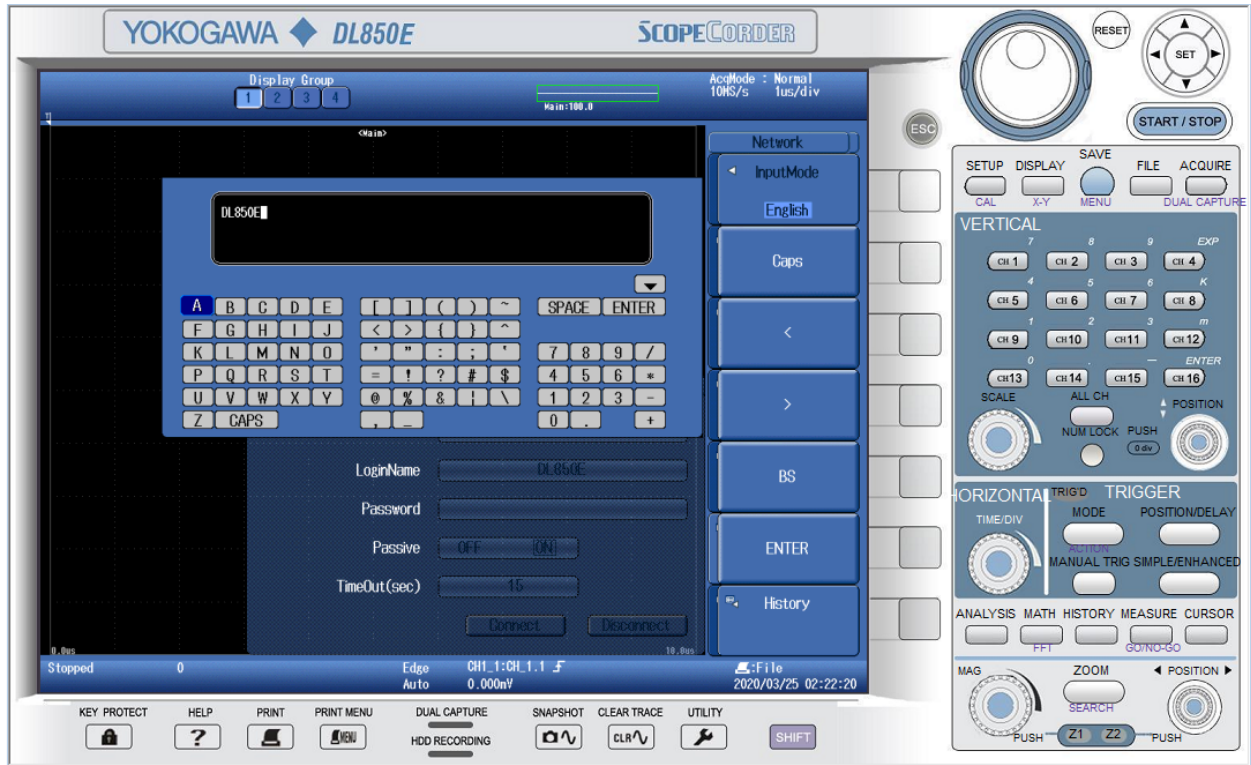 YOKOGAWA ◆ DL850E SCOPECORDER
RESET
SET
Display Group
1 2 3 4
Main:100.0
AcqMode : Normal
10MS/s 1us/div
ESC
START / STOP
<Main>
Network
InputMode
English
Caps
<
>
BS
ENTER
History
DL850E
A B C D E [ ] ( ) ~ SPACE ENTER
F G H I J < > { } ^
K L M N O ' " : ; ' 7 8 9 /
P Q R S T = ! ? # $ 4 5 6 *
U V W X Y @ % & ¦ \ 1 2 3 -
Z CAPS , _ 0 . +
LoginName DL850E
Password
Passive OFF ON
TimeOut(sec) 15
Connect Disconnect
0.0us 10.0us
Stopped 0 Edge CH1_1:CH_1.1 :File
Auto 0.000mV 2020/03/25 02:22:20
SETUP DISPLAY SAVE FILE ACQUIRE
CAL X-Y MENU DUAL CAPTURE
VERTICAL
7 8 9 EXP
CH 1 CH 2 CH 3 CH 4
4 5 6 K
CH 5 CH 6 CH 7 CH 8
1 2 3 m
CH 9 CH10 CH11 CH12
0 . — ENTER
CH13 CH14 CH15 CH16
SCALE ALL CH POSITION
NUM LOCK PUSH
0 div
HORIZONTAL TRIG'D TRIGGER
TIME/DIV MODE POSITION/DELAY
ACTION
MANUAL TRIG SIMPLE/ENHANCED
ANALYSIS MATH HISTORY MEASURE CURSOR
FFT GO/NO-GO
MAG ZOOM ◀ POSITION ▶
SEARCH
PUSH Z1 Z2 PUSH
KEY PROTECT HELP PRINT PRINT MENU DUAL CAPTURE SNAPSHOT CLEAR TRACE UTILITY
? MENU HDD RECORDING CLR SHIFT